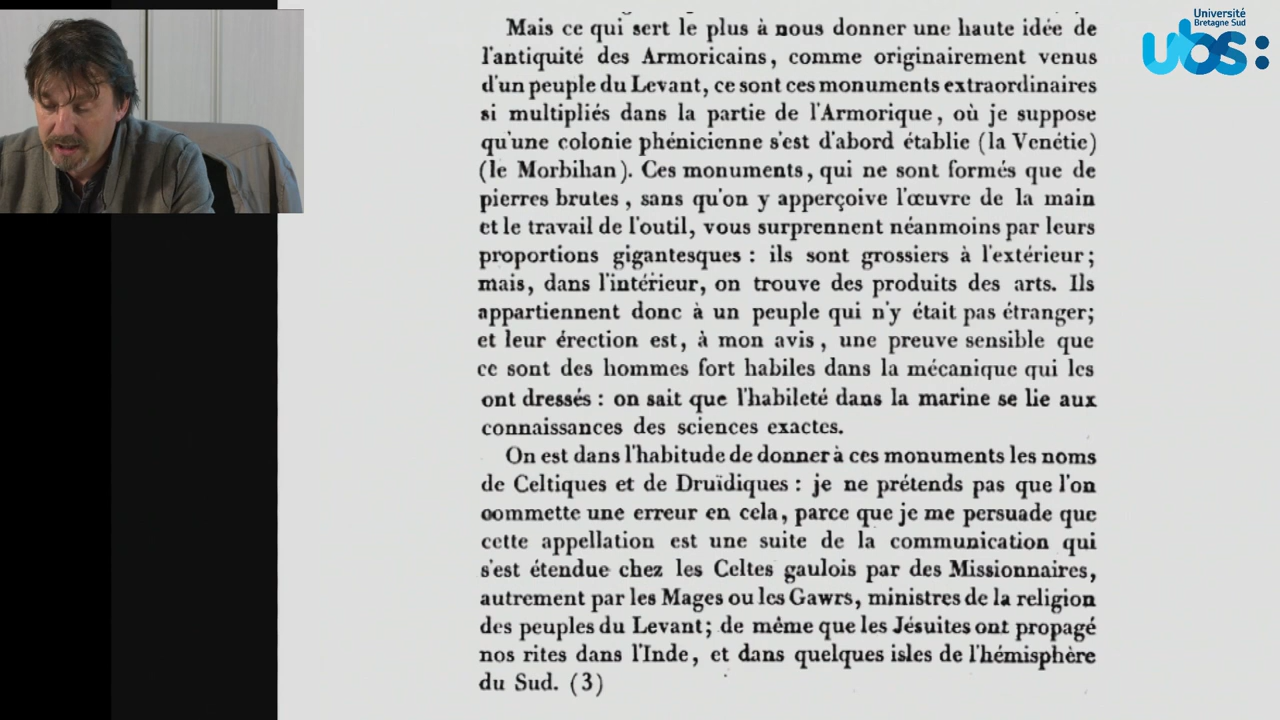 Université
Bretagne Sud
ubs:
Mais ce qui sert le plus à nous donner une haute idée de
l'antiquité des Armoricains, comme originairement venus
d'un peuple du Levant, ce sont ces monuments extraordinaires
si multipliés dans la partie de l'Armorique, où je suppose
qu'une colonie phénicienne s'est d'abord établie (la Vénétie)
(le Morbihan). Ces monuments, qui ne sont formés que de
pierres brutes, sans qu'on y apperçoive l'œuvre de la main
et le travail de l'outil, vous surprennent néanmoins par leurs
proportions gigantesques : ils sont grossiers à l'extérieur;
mais, dans l'intérieur, on trouve des produits des arts. Ils
appartiennent donc à un peuple qui n'y était pas étranger;
et leur érection est, à mon avis, une preuve sensible que
ce sont des hommes fort habiles dans la mécanique qui les
ont dressés : on sait que l'habileté dans la marine se lie aux
connaissances des sciences exactes.
On est dans l'habitude de donner à ces monuments les noms
de Celtiques et de Druïdiques : je ne prétends pas que l'on
commette une erreur en cela, parce que je me persuade que
cette appellation est une suite de la communication qui
s'est étendue chez les Celtes gaulois par des Missionnaires,
autrement par les Mages ou les Gawrs, ministres de la religion
des peuples du Levant; de même que les Jésuites ont propagé
nos rites dans l'Inde, et dans quelques isles de l'hémisphère
du Sud. (3)